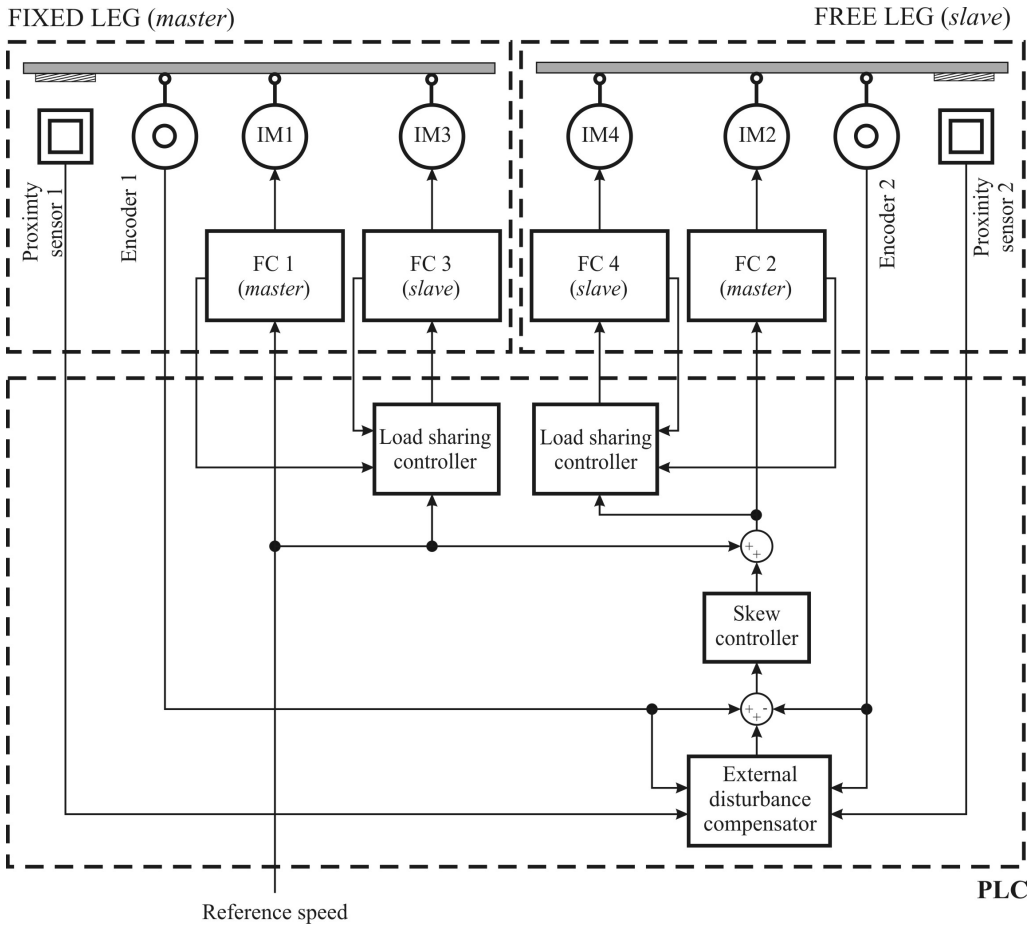 FIXED LEG (master)
FREE LEG (slave)
IM1
IM3
IM4
IM2
Proximty
sensor 1
Encoder 1
Encoder 2
Proxinity
sensor 2
FC 1
(master)
FC 3
(slave)
FC 4
(slave)
FC 2
(master)
Load sharing
controller
Load sharing
controller
+
+
Skew
controller
+
+
-
External
disturbance
compensator
PLC
Reference speed